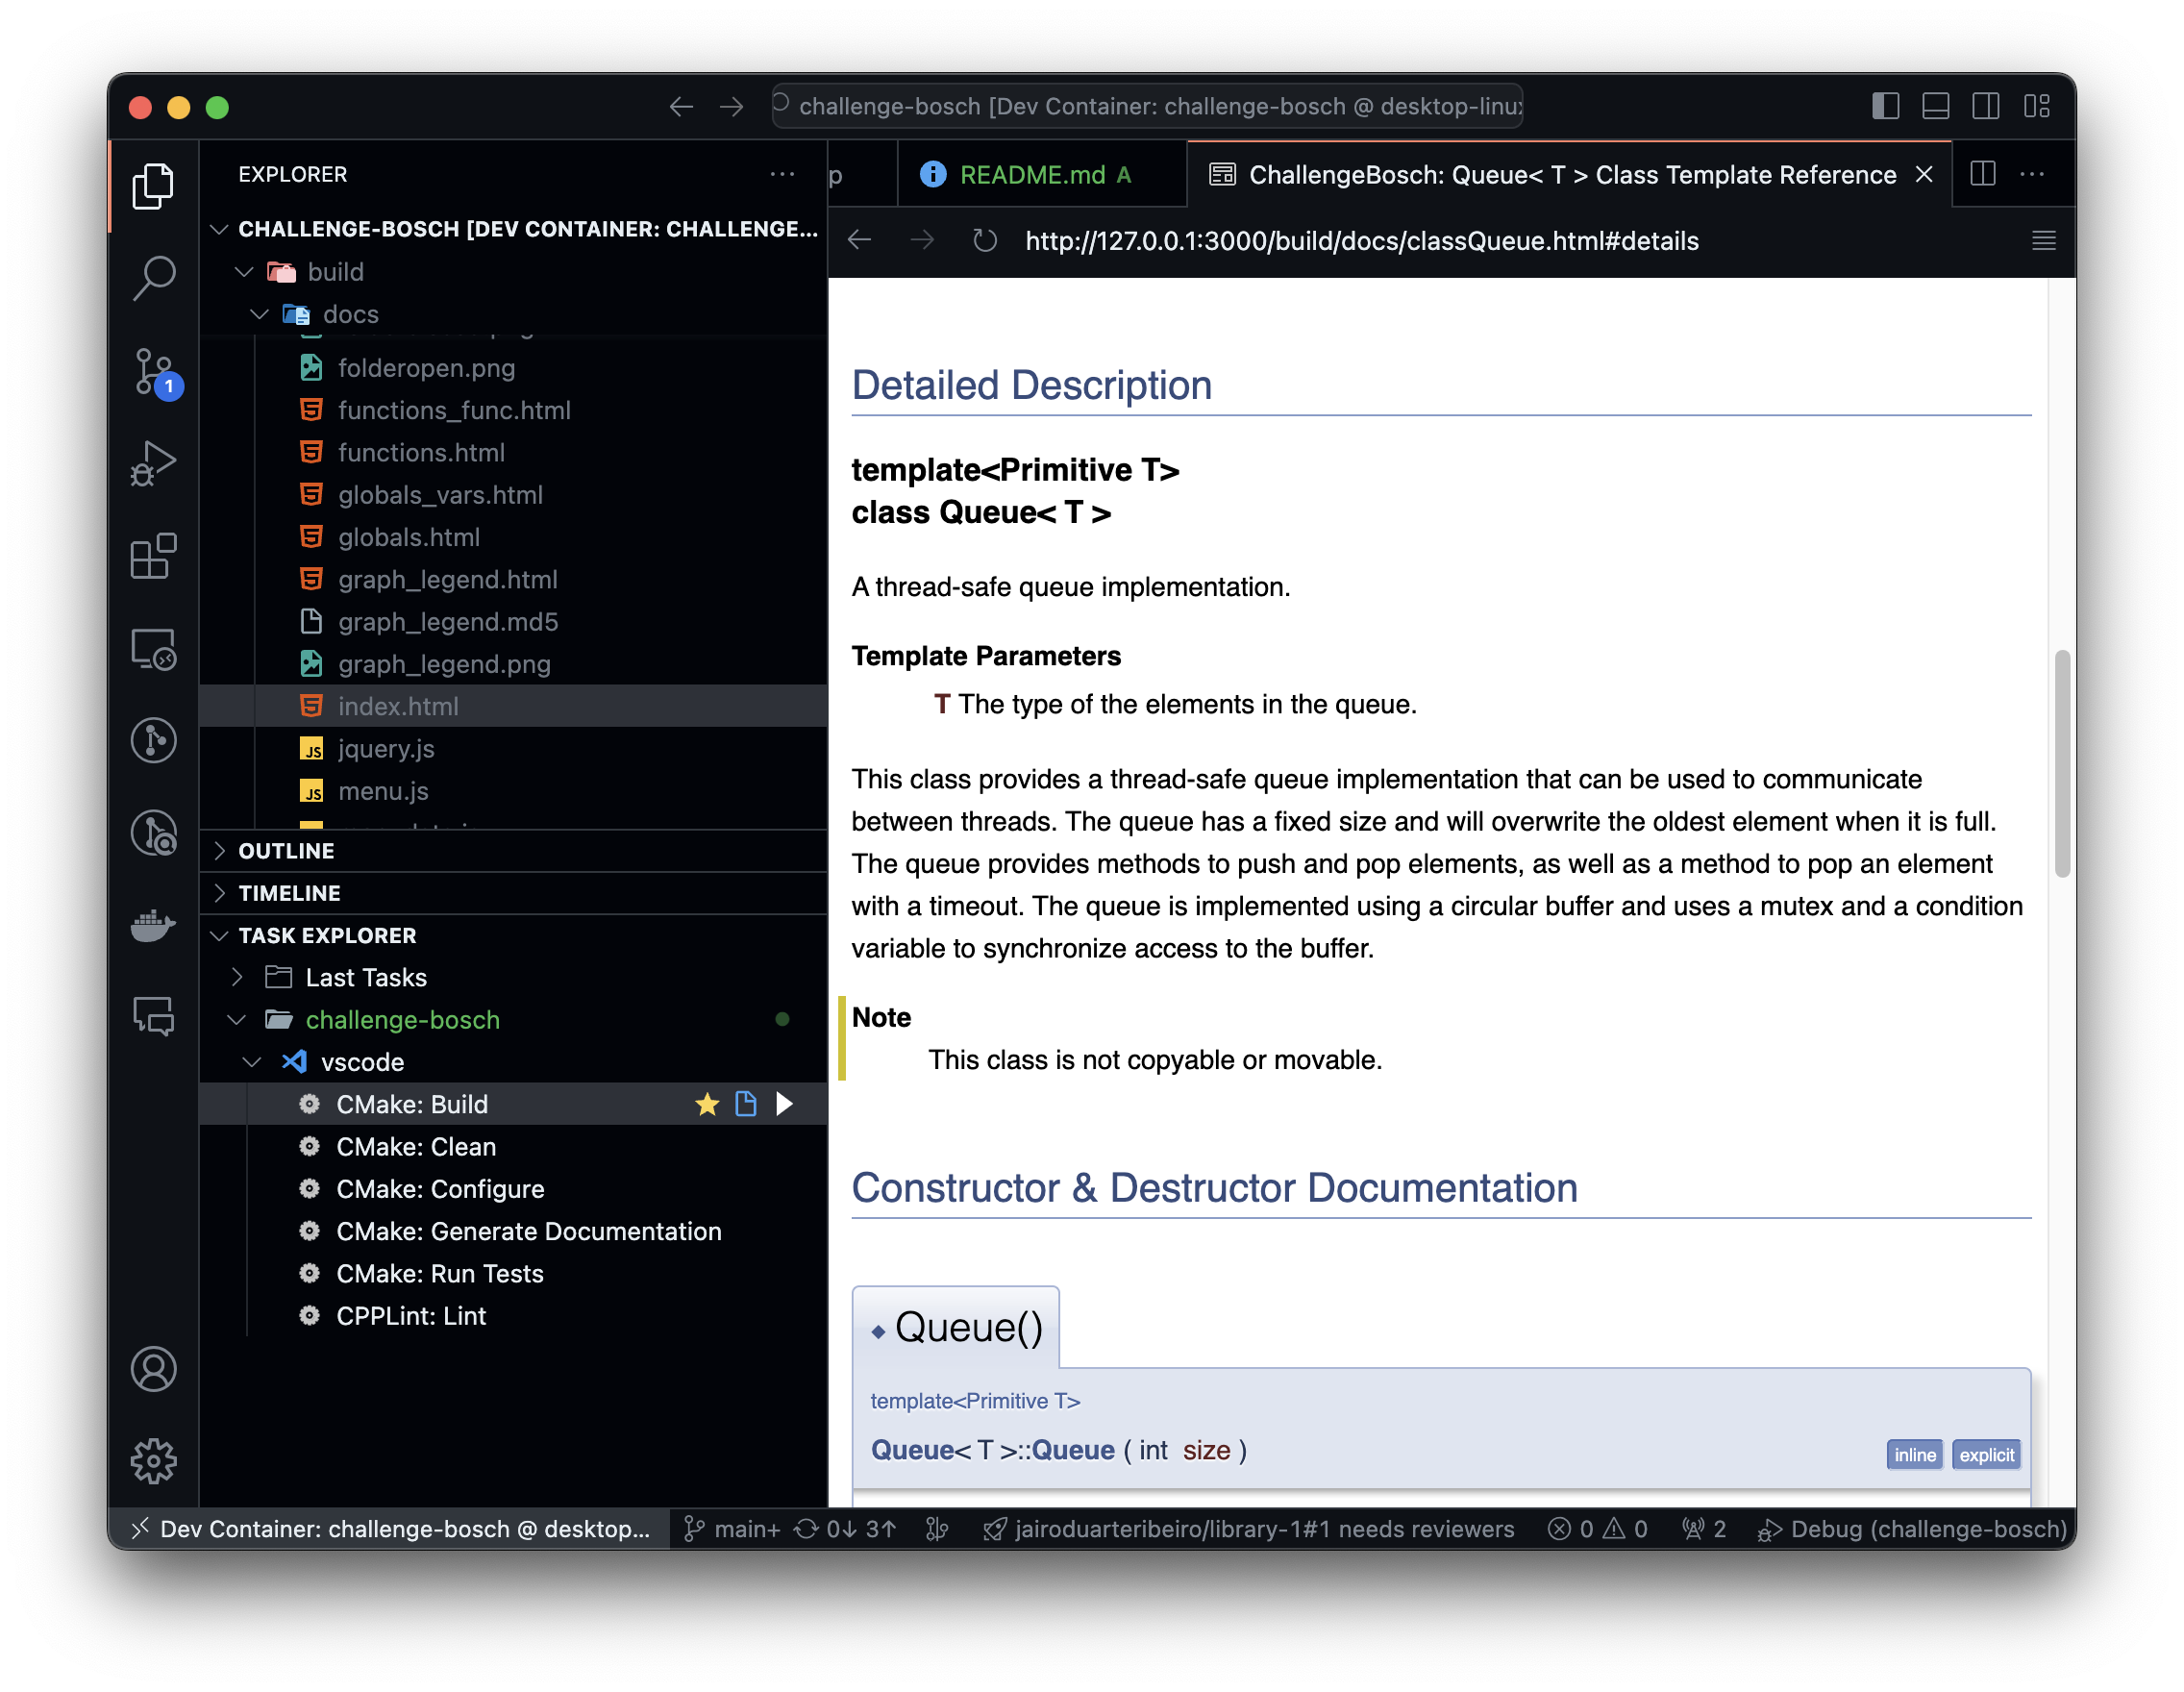 challenge-bosch [Dev Container: challenge-bosch @ desktop-linux
EXPLORER
CHALLENGE-BOSCH [DEV CONTAINER: CHALLENGE...
build
docs
folderopen.png
functions_func.html
functions.html
globals_vars.html
globals.html
graph_legend.html
graph_legend.md5
graph_legend.png
index.html
jquery.js
menu.js
OUTLINE
TIMELINE
TASK EXPLORER
Last Tasks
challenge-bosch
vscode
CMake: Build
CMake: Clean
CMake: Configure
CMake: Generate Documentation
CMake: Run Tests
CPPLint: Lint
1
p
README.md A
ChallengeBosch: Queue< T > Class Template Reference
http://127.0.0.1:3000/build/docs/classQueue.html#details
Detailed Description
template<Primitive T>
class Queue< T >
A thread-safe queue implementation.
Template Parameters
T The type of the elements in the queue.
This class provides a thread-safe queue implementation that can be used to communicate
between threads. The queue has a fixed size and will overwrite the oldest element when it is full.
The queue provides methods to push and pop elements, as well as a method to pop an element
with a timeout. The queue is implemented using a circular buffer and uses a mutex and a condition
variable to synchronize access to the buffer.
Note
This class is not copyable or movable.
Constructor & Destructor Documentation
◆ Queue()
template<Primitive T>
Queue< T >::Queue ( int size )
inline explicit
Dev Container: challenge-bosch @ desktop... main+ 0↓ 3↑ jairoduarteribeiro/library-1#1 needs reviewers 0 0 2 Debug (challenge-bosch)